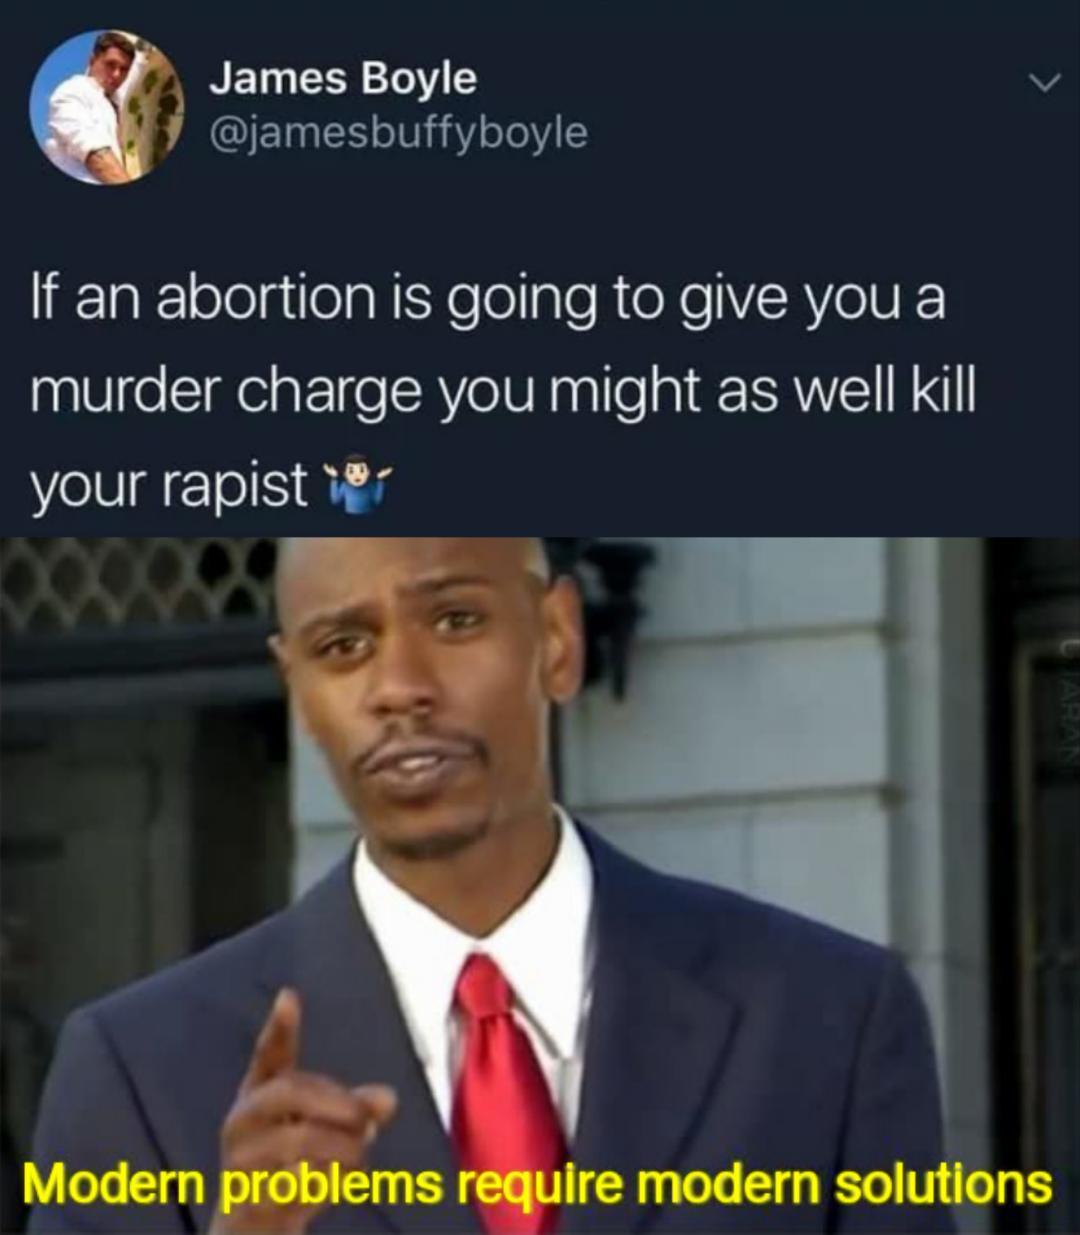 James Boyle
@jamesbuffyboyle
If an abortion is going to give you a
murder charge you might as well kill
your rapist 🤷🏻‍♂️
Modern problems require modern solutions